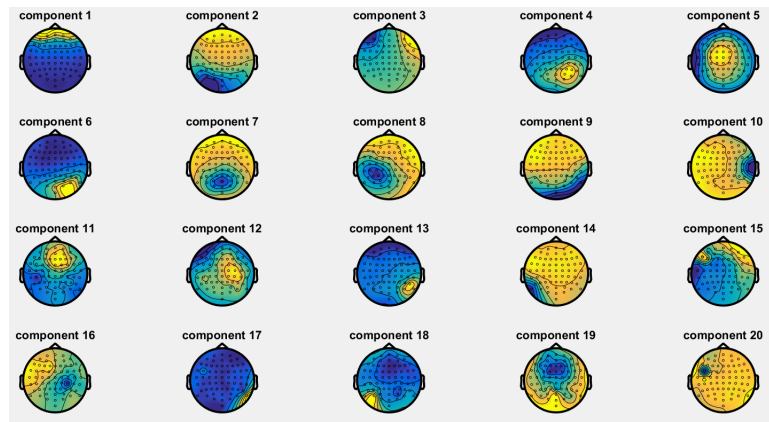 component 1 component 2 component 3 component 4 component 5
component 6 component 7 component 8 component 9 component 10
component 11 component 12 component 13 component 14 component 15
component 16 component 17 component 18 component 19 component 20